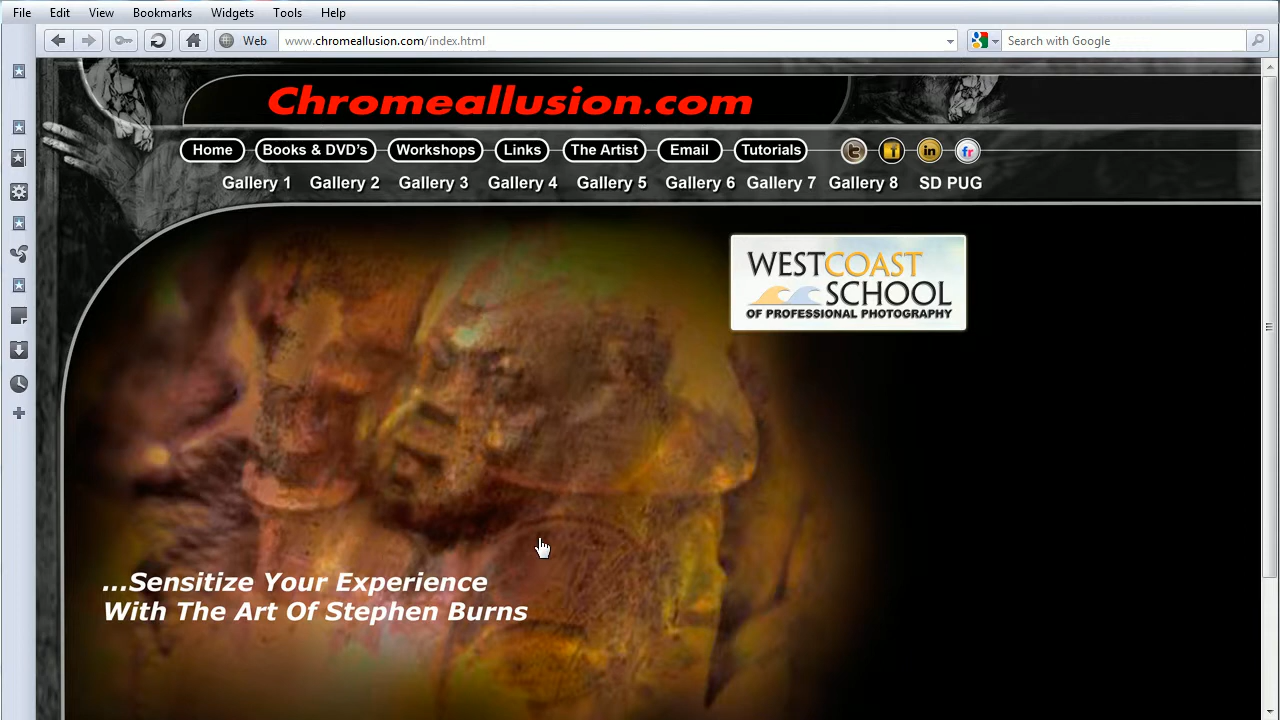 File Edit View Bookmarks Widgets Tools Help
Web www.chromeallusion.com/index.html Search with Google
Chromeallusion.com
Home Books & DVD's Workshops Links The Artist Email Tutorials t f in fr
Gallery 1 Gallery 2 Gallery 3 Gallery 4 Gallery 5 Gallery 6 Gallery 7 Gallery 8 SD PUG
WESTCOAST
SCHOOL
OF PROFESSIONAL PHOTOGRAPHY
...Sensitize Your Experience
With The Art Of Stephen Burns